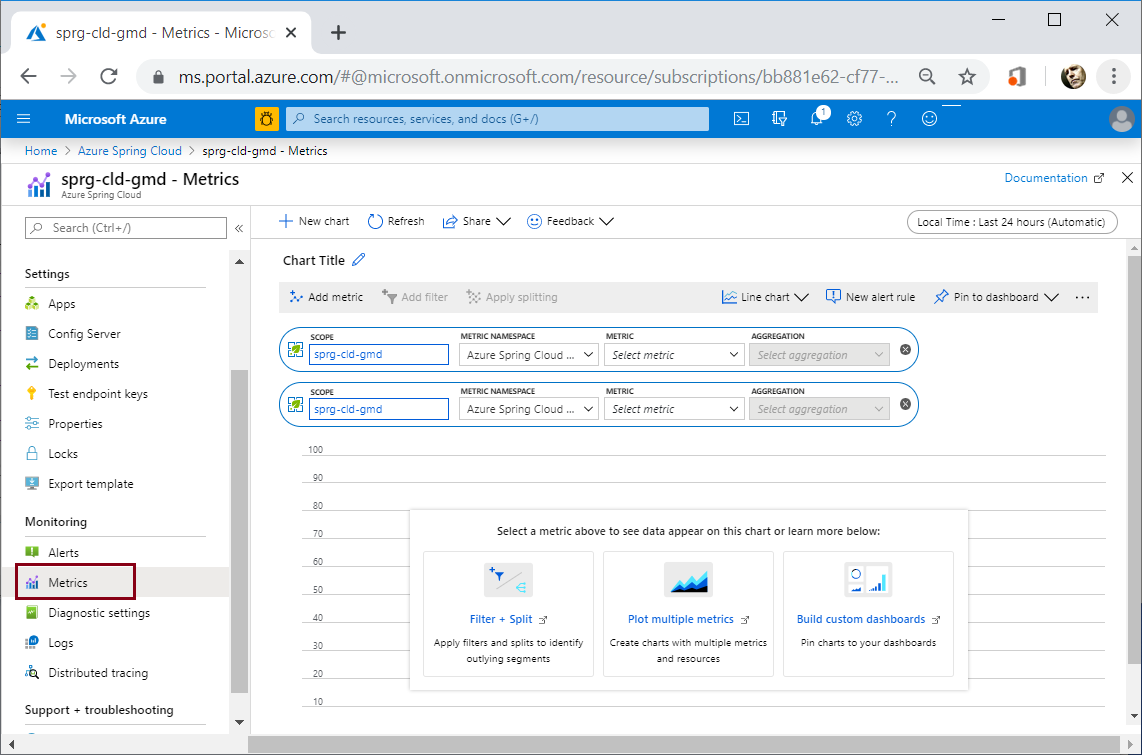 sprg-cld-gmd - Metrics - Microsc
ms.portal.azure.com/#@microsoft.onmicrosoft.com/resource/subscriptions/bb881e62-cf77-...
Microsoft Azure
Search resources, services, and docs (G+/)
1
Home > Azure Spring Cloud > sprg-cld-gmd - Metrics
sprg-cld-gmd - Metrics
Azure Spring Cloud
Documentation
Search (Ctrl+/)
«
Settings
Apps
Config Server
Deployments
Test endpoint keys
Properties
Locks
Export template
Monitoring
Alerts
Metrics
Diagnostic settings
Logs
Distributed tracing
Support + troubleshooting
New chart Refresh Share Feedback
Local Time : Last 24 hours (Automatic)
Chart Title
Add metric Add filter Apply splitting Line chart New alert rule Pin to dashboard ...
SCOPE METRIC NAMESPACE METRIC AGGREGATION
sprg-cld-gmd Azure Spring Cloud ... Select metric Select aggregation
SCOPE METRIC NAMESPACE METRIC AGGREGATION
sprg-cld-gmd Azure Spring Cloud ... Select metric Select aggregation
100
90
80
70
60
50
40
30
20
10
Select a metric above to see data appear on this chart or learn more below:
Filter + Split
Apply filters and splits to identify
outlying segments
Plot multiple metrics
Create charts with multiple metrics
and resources
Build custom dashboards
Pin charts to your dashboards